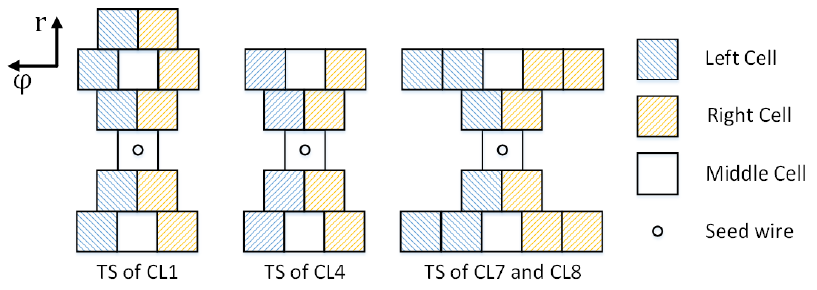 r
φ
Left Cell
Right Cell
Middle Cell
Seed wire
TS of CL1
TS of CL4
TS of CL7 and CL8